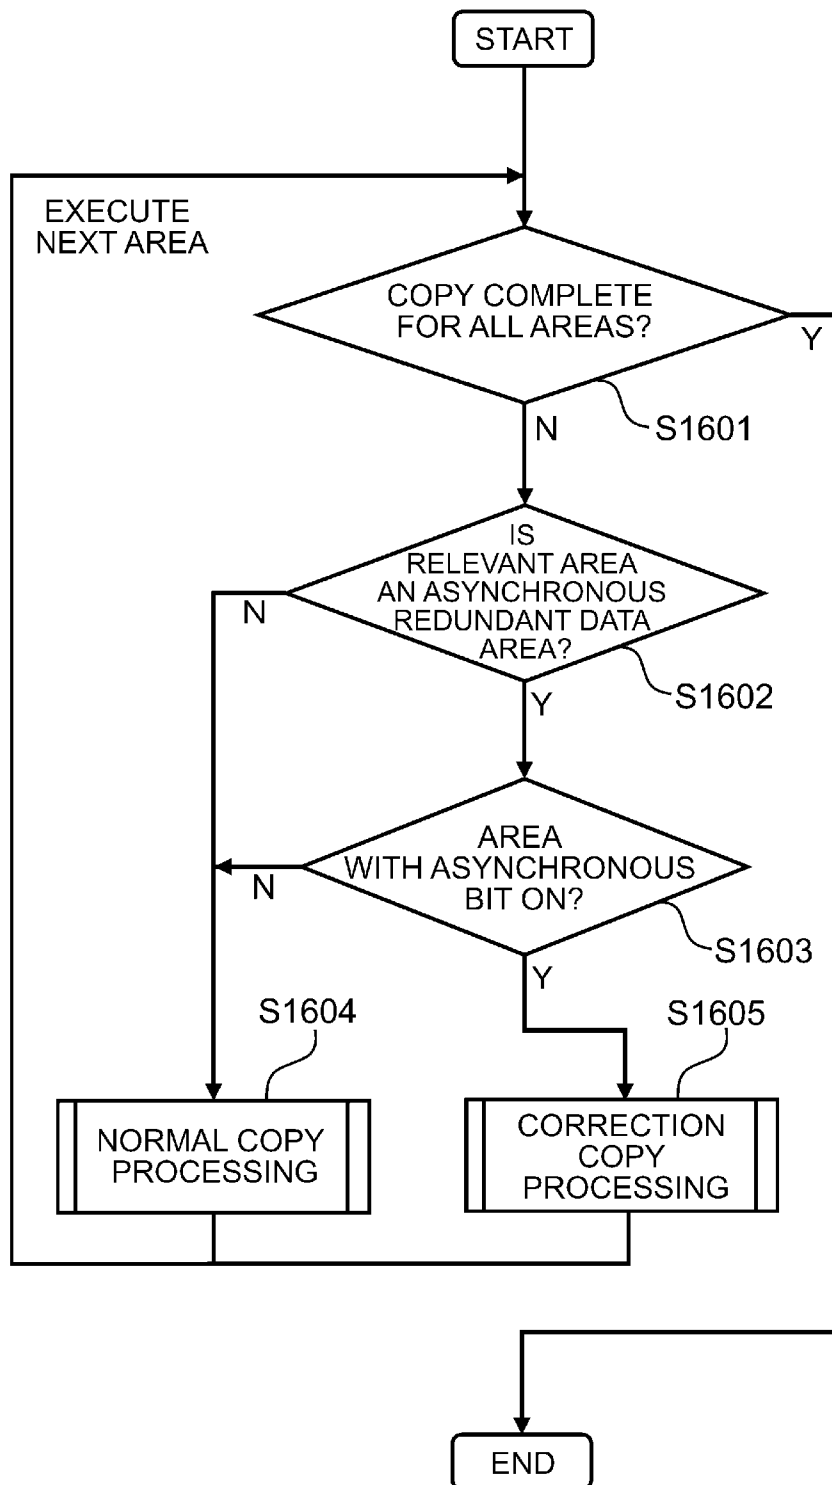 START
EXECUTE
NEXT AREA
COPY COMPLETE
FOR ALL AREAS?
Y
N
S1601
IS
RELEVANT AREA
AN ASYNCHRONOUS
REDUNDANT DATA
AREA?
N
S1602
Y
AREA
WITH ASYNCHRONOUS
BIT ON?
N
S1603
Y
S1604
S1605
NORMAL COPY
PROCESSING
CORRECTION
COPY
PROCESSING
END